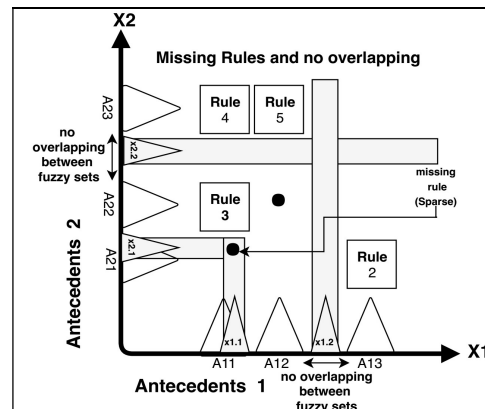 X2
Missing Rules and no overlapping
A23
Rule
4
Rule
5
no
overlapping
between
fuzzy sets
x2.2
missing
rule
(Sparse)
A22
Rule
3
x2.1
A21
Rule
2
Antecedents 2
x1.1
x1.2
X1
A11
A12
A13
Antecedents 1
no overlapping
between
fuzzy sets